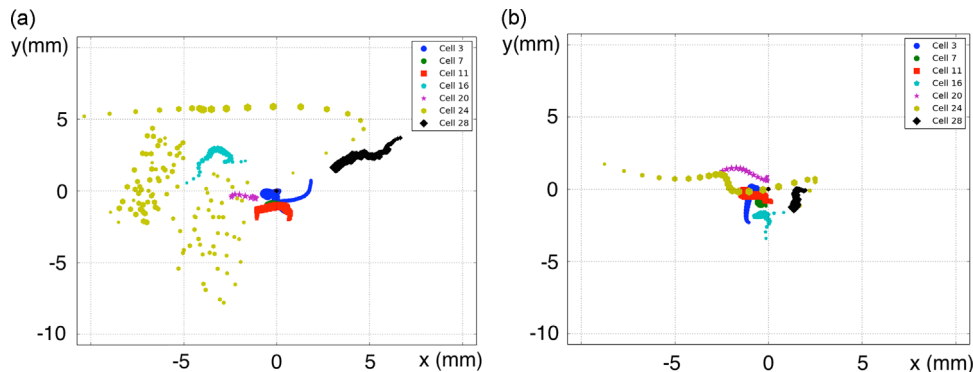 (a)
y(mm)
5
0
-5
-10
-5
0
5
x (mm)
Cell 3
Cell 7
Cell 11
Cell 16
Cell 20
Cell 24
Cell 28
(b)
y(mm)
5
0
-5
-10
-5
0
5
x (mm)
Cell 3
Cell 7
Cell 11
Cell 16
Cell 20
Cell 24
Cell 28